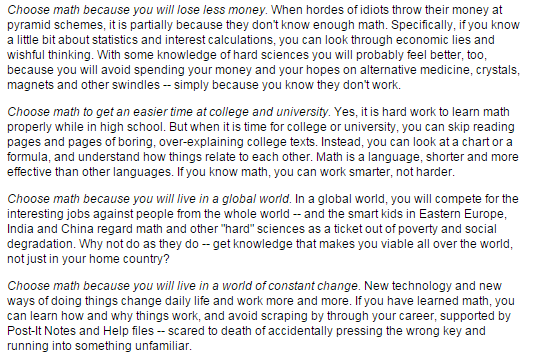 Choose math because you will lose less money. When hordes of idiots throw their money at
pyramid schemes, it is partially because they don't know enough math. Specifically, if you know
a little bit about statistics and interest calculations, you can look through economic lies and
wishful thinking. With some knowledge of hard sciences you will probably feel better, too,
because you will avoid spending your money and your hopes on alternative medicine, crystals,
magnets and other swindles -- simply because you know they don't work.
Choose math to get an easier time at college and university. Yes, it is hard work to learn math
properly while in high school. But when it is time for college or university, you can skip reading
pages and pages of boring, over-explaining college texts. Instead, you can look at a chart or a
formula, and understand how things relate to each other. Math is a language, shorter and more
effective than other languages. If you know math, you can work smarter, not harder.
Choose math because you will live in a global world. In a global world, you will compete for the
interesting jobs against people from the whole world -- and the smart kids in Eastern Europe,
India and China regard math and other "hard" sciences as a ticket out of poverty and social
degradation. Why not do as they do -- get knowledge that makes you viable all over the world,
not just in your home country?
Choose math because you will live in a world of constant change. New technology and new
ways of doing things change daily life and work more and more. If you have learned math, you
can learn how and why things work, and avoid scraping by through your career, supported by
Post-It Notes and Help files -- scared to death of accidentally pressing the wrong key and
running into something unfamiliar.